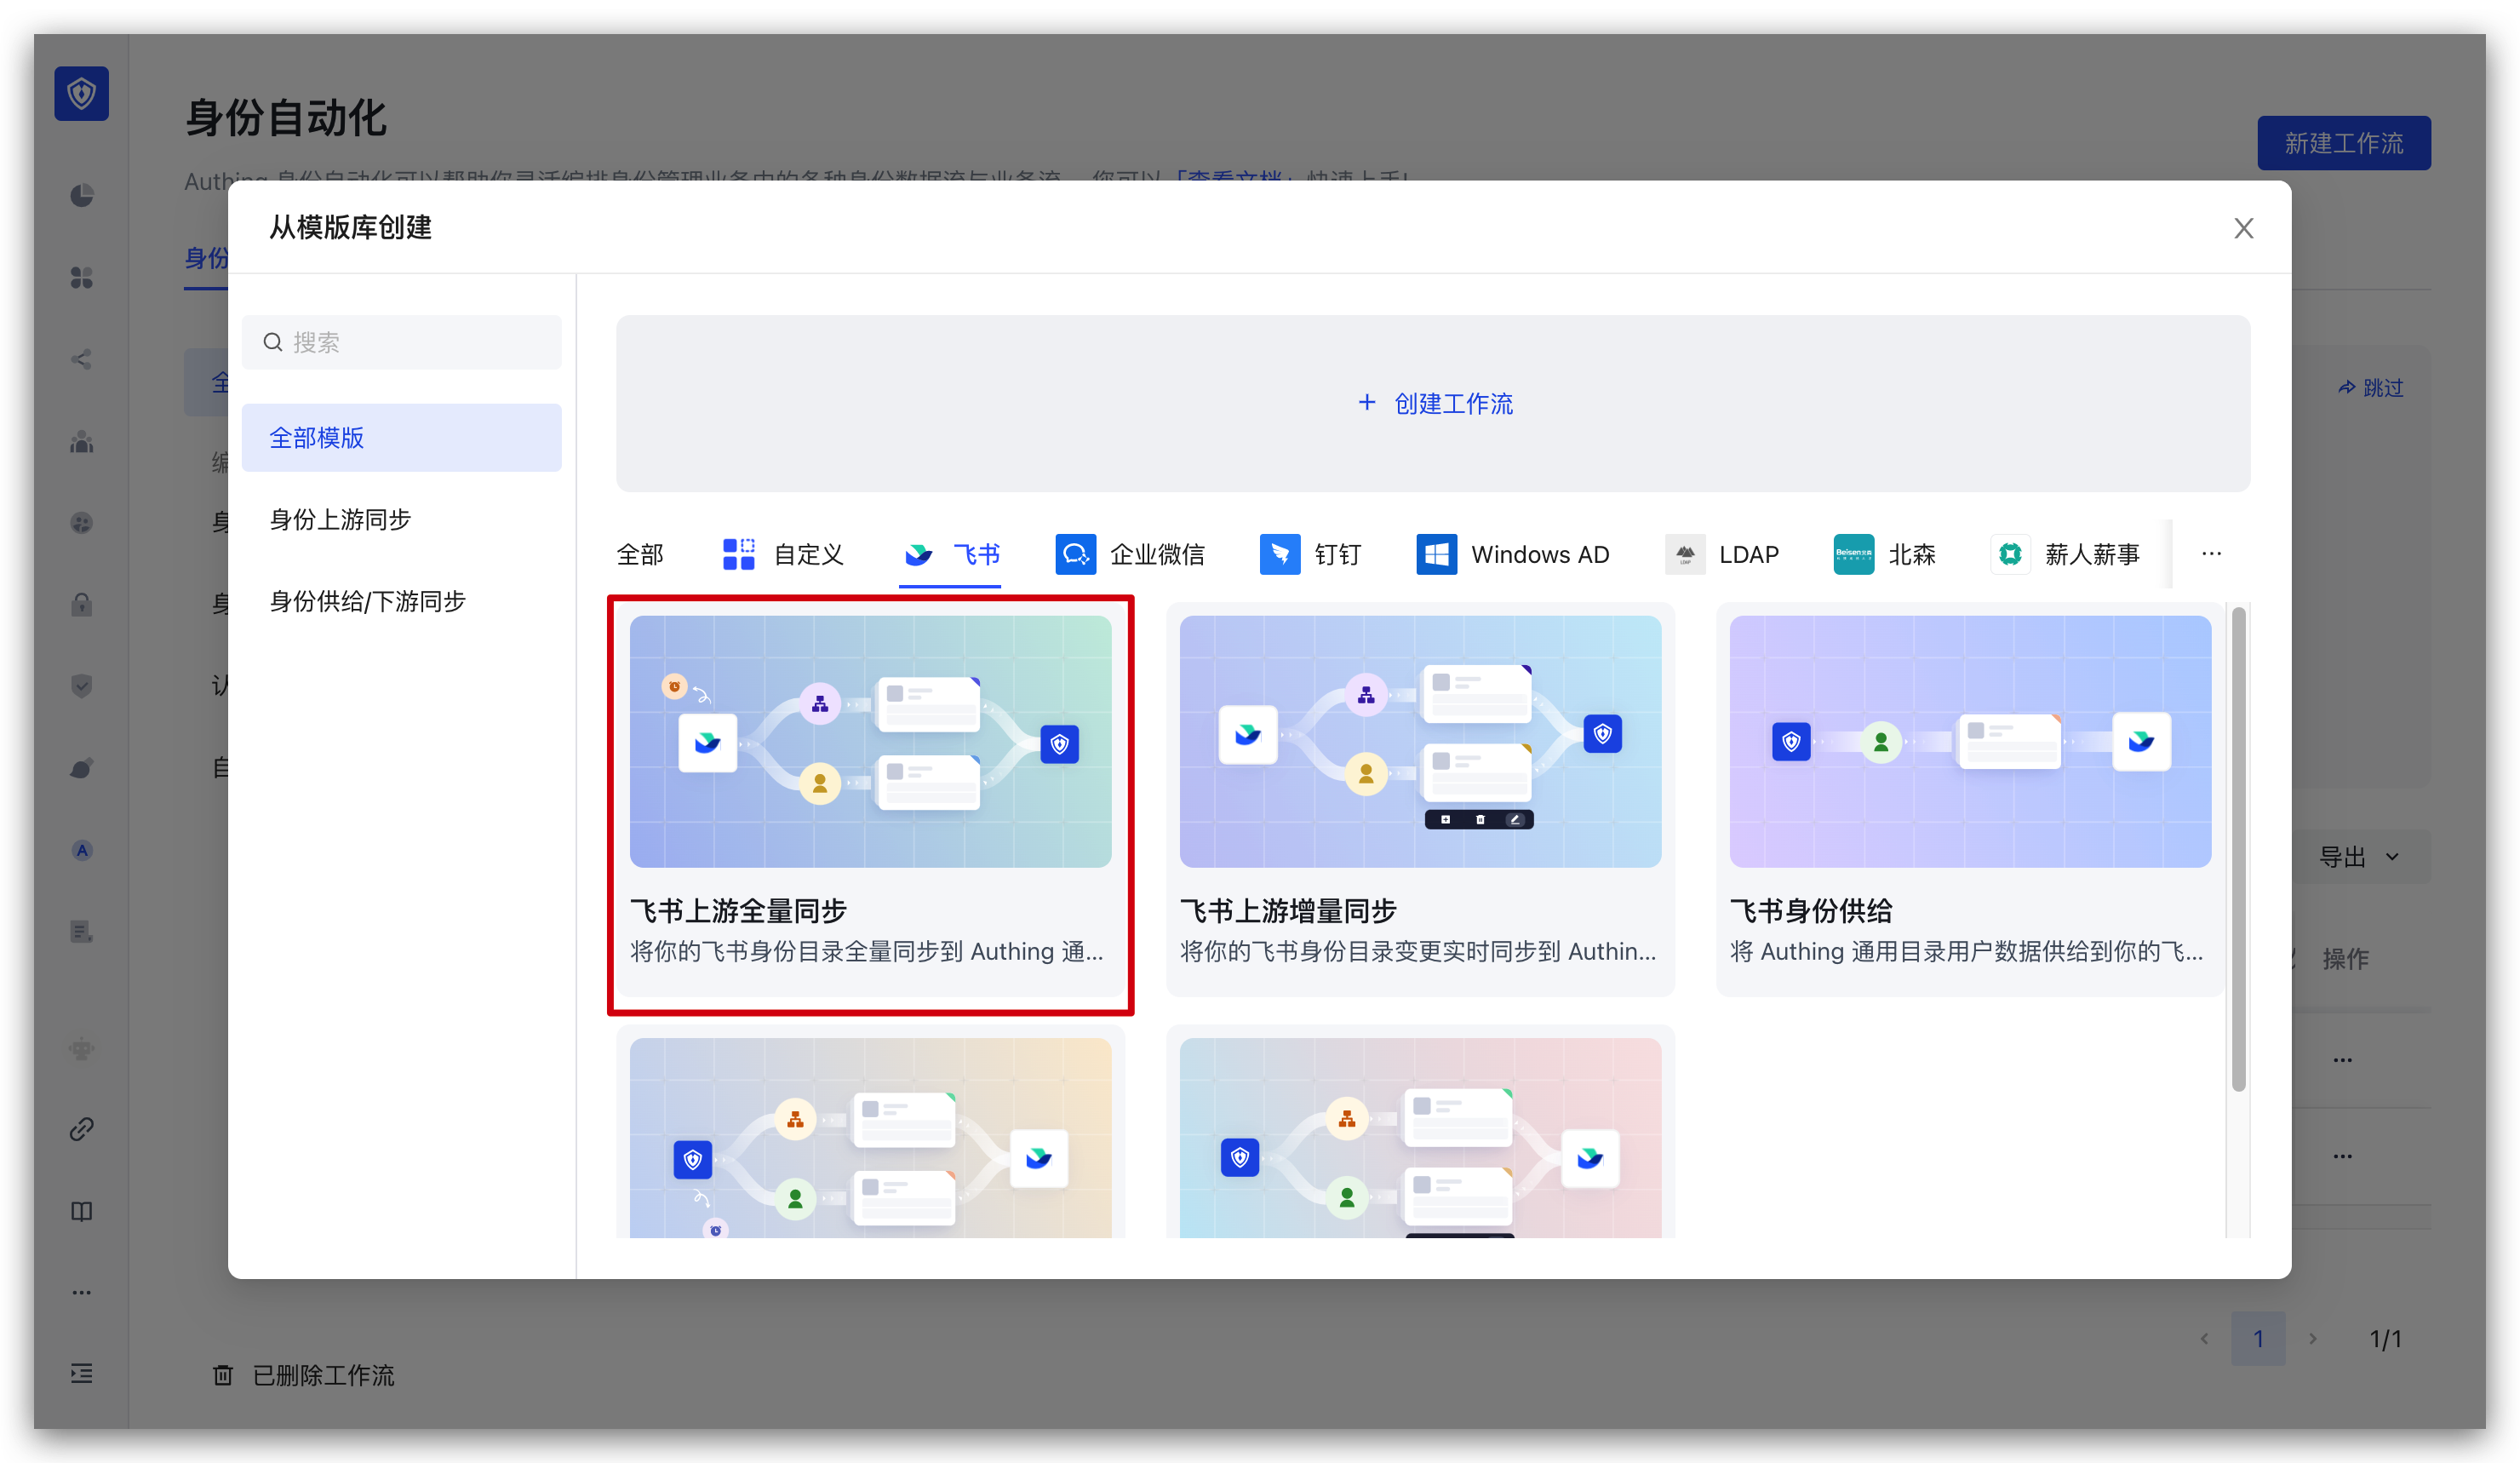 身份自动化
新建工作流
从模版库创建
X
身份
搜索
全部模版
身份上游同步
身份供给/下游同步
+ 创建工作流
跳过
全部
自定义
飞书
企业微信
钉钉
Windows AD
LDAP
北森
薪人薪事
...
飞书上游全量同步
将你的飞书身份目录全量同步到 Authing 通...
飞书上游增量同步
将你的飞书身份目录变更实时同步到 Authin...
飞书身份供给
将 Authing 通用目录用户数据供给到你的飞...
导出
操作
...
...
1
1/1
已删除工作流